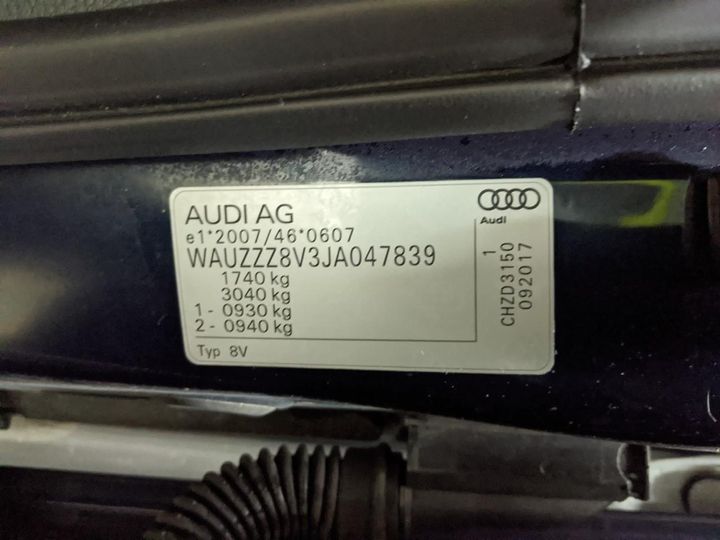 AUDI AG
Audi
e1*2007/46*0607
WAUZZZ8V3JA047839
1740 kg
3040 kg
1 - 0930 kg
2 - 0940 kg
Typ 8V
1
CHZD3150
092017